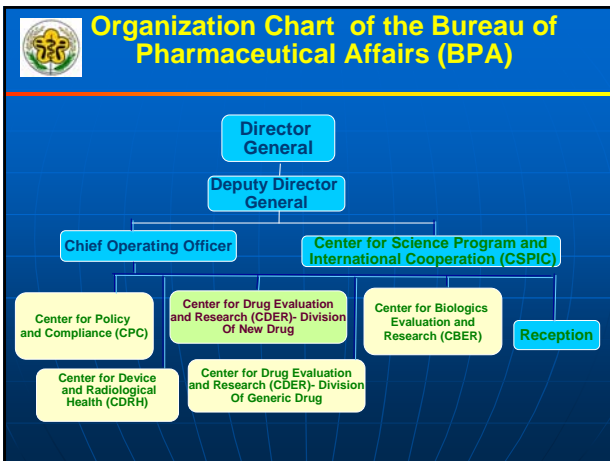 Organization Chart of the Bureau of
Pharmaceutical Affairs (BPA)
Director
General
Deputy Director
General
Chief Operating Officer
Center for Science Program and
International Cooperation (CSPIC)
Center for Policy
and Compliance (CPC)
Center for Drug Evaluation
and Research (CDER)- Division
Of New Drug
Center for Biologics
Evaluation and
Research (CBER)
Reception
Center for Device
and Radiological
Health (CDRH)
Center for Drug Evaluation
and Research (CDER)- Division
Of Generic Drug